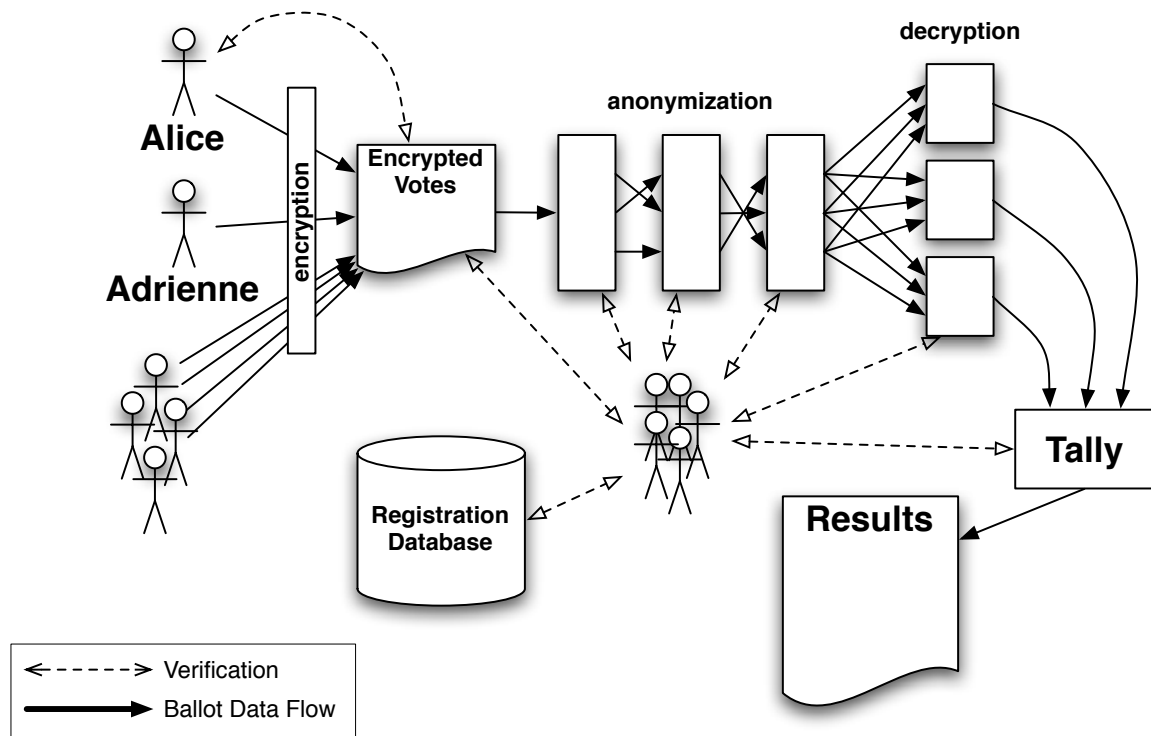 decryption
anonymization
Alice
encryption
Encrypted
Votes
Adrienne
Registration
Database
Tally
Results
Verification
Ballot Data Flow